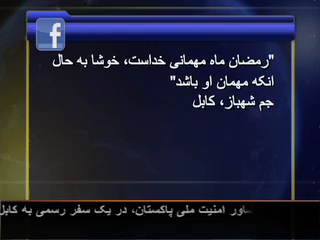 "رمضان ماه مهمانی خداست، خوشا به حال
انکه مهمان او باشد"
جم شهباز، کابل
امنیت ملی پاکستان، در یک سفر رسمی به کابل